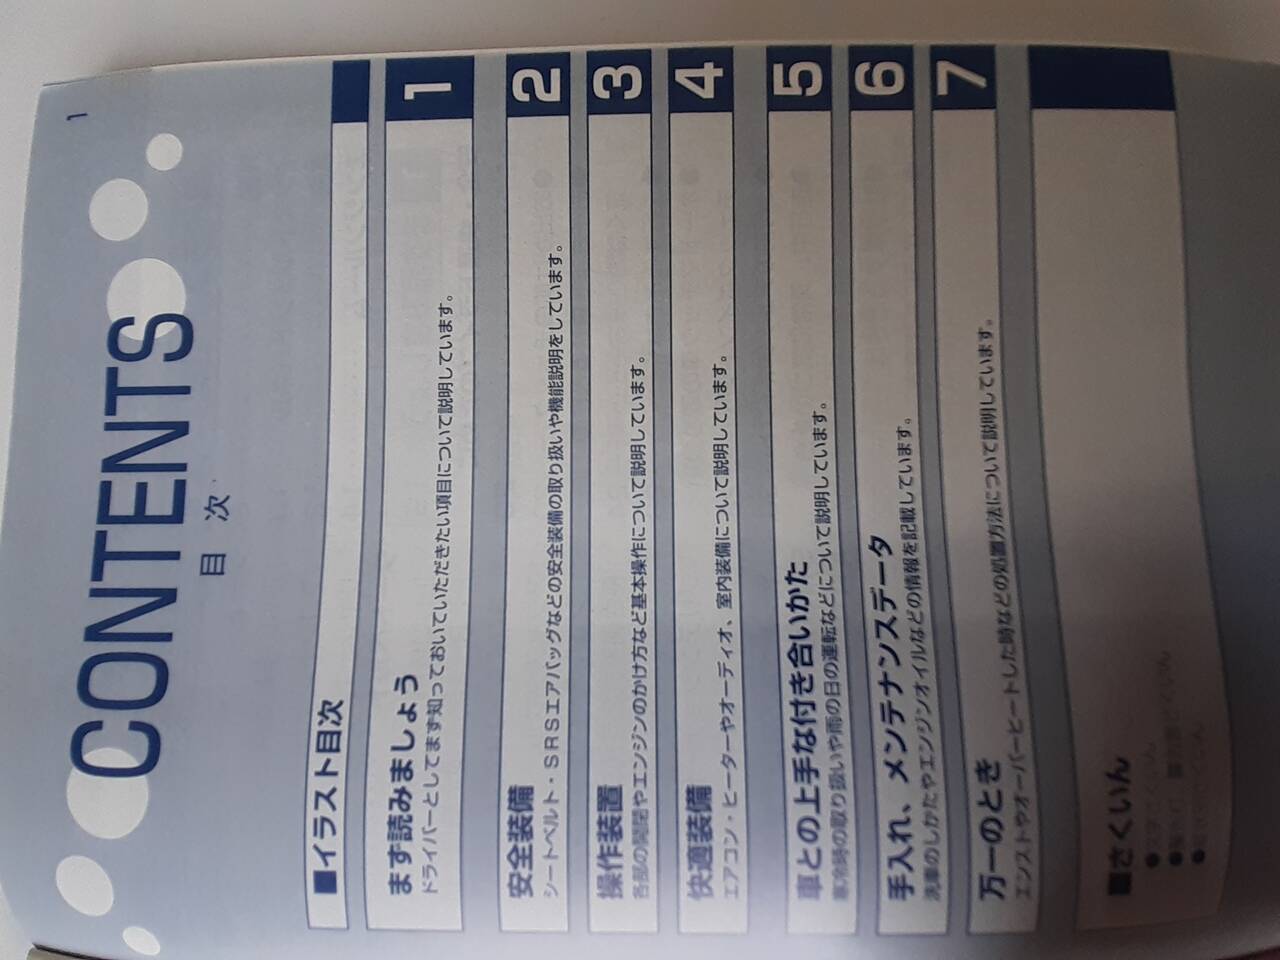 1
CONTENTS
目 次
■イラスト目次
1
まず読みましょう
ドライバーとしてまず知っておいていただきたい項目について説明しています。
2
安全装備
シートベルト・SRSエアバッグなどの安全装備の取り扱いや機能説明をしています。
3
操作装置
各部の開閉やエンジンのかけ方など基本操作について説明しています。
4
快適装備
エアコン・ヒーターやオーディオ、室内装備について説明しています。
5
車との上手な付き合いかた
寒冷時の取り扱いや雨の日の運転などについて説明しています。
6
手入れ、メンテナンスデータ
洗車のしかたやエンジンオイルなどの情報を記載しています。
7
万一のとき
エンストやオーバーヒートした時などの処置方法について説明しています。
■さくいん